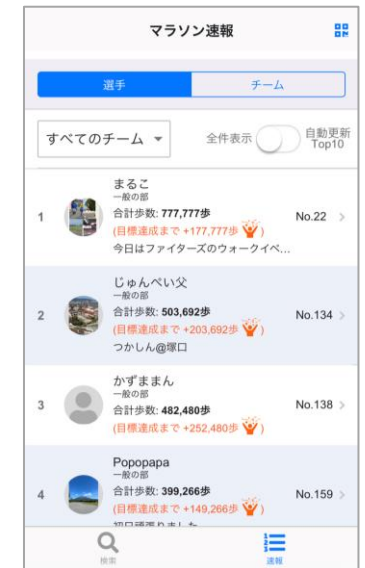 マラソン速報
選手
チーム
すべてのチーム
全件表示
自動更新
Top10
まるこ
一般の部
1
合計歩数: 777,777歩
No.22
(目標達成まで +177,777歩 )
今日はファイターズのウォークイベ...
じゅんぺい父
一般の部
2
合計歩数: 503,692歩
No.134
(目標達成まで +203,692歩 )
つかしん@塚口
かずままん
一般の部
3
合計歩数: 482,480歩
No.138
(目標達成まで +252,480歩 )
Popopapa
一般の部
4
合計歩数: 399,266歩
No.159
(目標達成まで +149,266歩 )
初日頑張りました
検索
速報